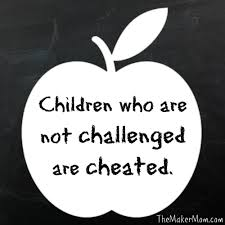 Children who are
not challenged
are cheated.
TheMakerMom.com